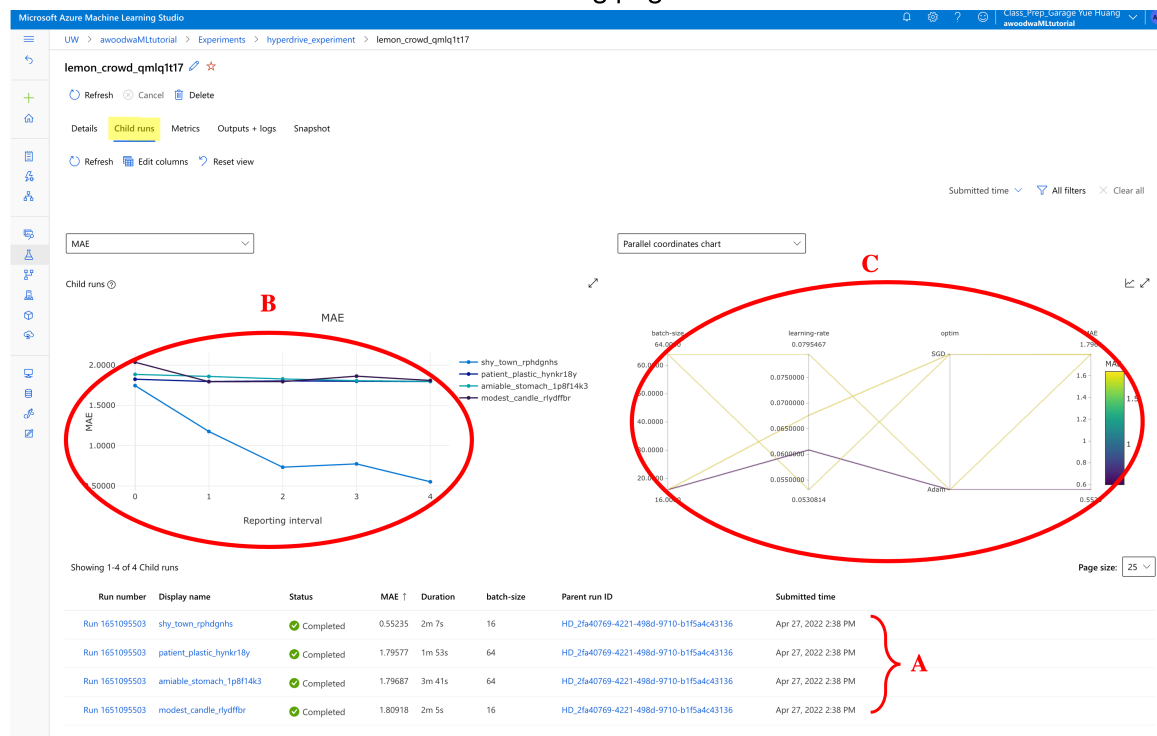 Microsoft Azure Machine Learning Studio
Class_Prep_Garage Yue Huang
awoodwaMLtutorial
UW > awoodwaMLtutorial > Experiments > hyperdrive_experiment > lemon_crowd_qmlq1t17
lemon_crowd_qmlq1t17
Refresh Cancel Delete
Details Child runs Metrics Outputs + logs Snapshot
Refresh Edit columns Reset view
Submitted time All filters Clear all
MAE
Parallel coordinates chart
Child runs
B
C
MAE
2.0000
1.5000
1.0000
MAE
0 1 2 3 4
Reporting interval
shy_town_rphdgnhs
patient_plastic_hynkr18y
amiable_stomach_1p8f14k3
modest_candle_rlydffbr
batch-size learning-rate optim MAE
0.0795467
60.0000
40.0000
20.0000
16.0000
0.0750000
0.0700000
0.0650000
0.0600000
0.0550000
0.0530814
SGD
Adam
1.6
1.4
1.2
1
0.8
0.6
1
Showing 1-4 of 4 Child runs
Page size: 25
Run number Display name Status MAE ↑ Duration batch-size Parent run ID Submitted time
Run 1651095503 shy_town_rphdgnhs Completed 0.55235 2m 7s 16 HD_2fa40769-4221-498d-9710-b1f5a4c43136 Apr 27, 2022 2:38 PM
Run 1651095503 patient_plastic_hynkr18y Completed 1.79577 1m 53s 64 HD_2fa40769-4221-498d-9710-b1f5a4c43136 Apr 27, 2022 2:38 PM
Run 1651095503 amiable_stomach_1p8f14k3 Completed 1.79687 3m 41s 64 HD_2fa40769-4221-498d-9710-b1f5a4c43136 Apr 27, 2022 2:38 PM
Run 1651095503 modest_candle_rlydffbr Completed 1.80918 2m 5s 16 HD_2fa40769-4221-498d-9710-b1f5a4c43136 Apr 27, 2022 2:38 PM
A